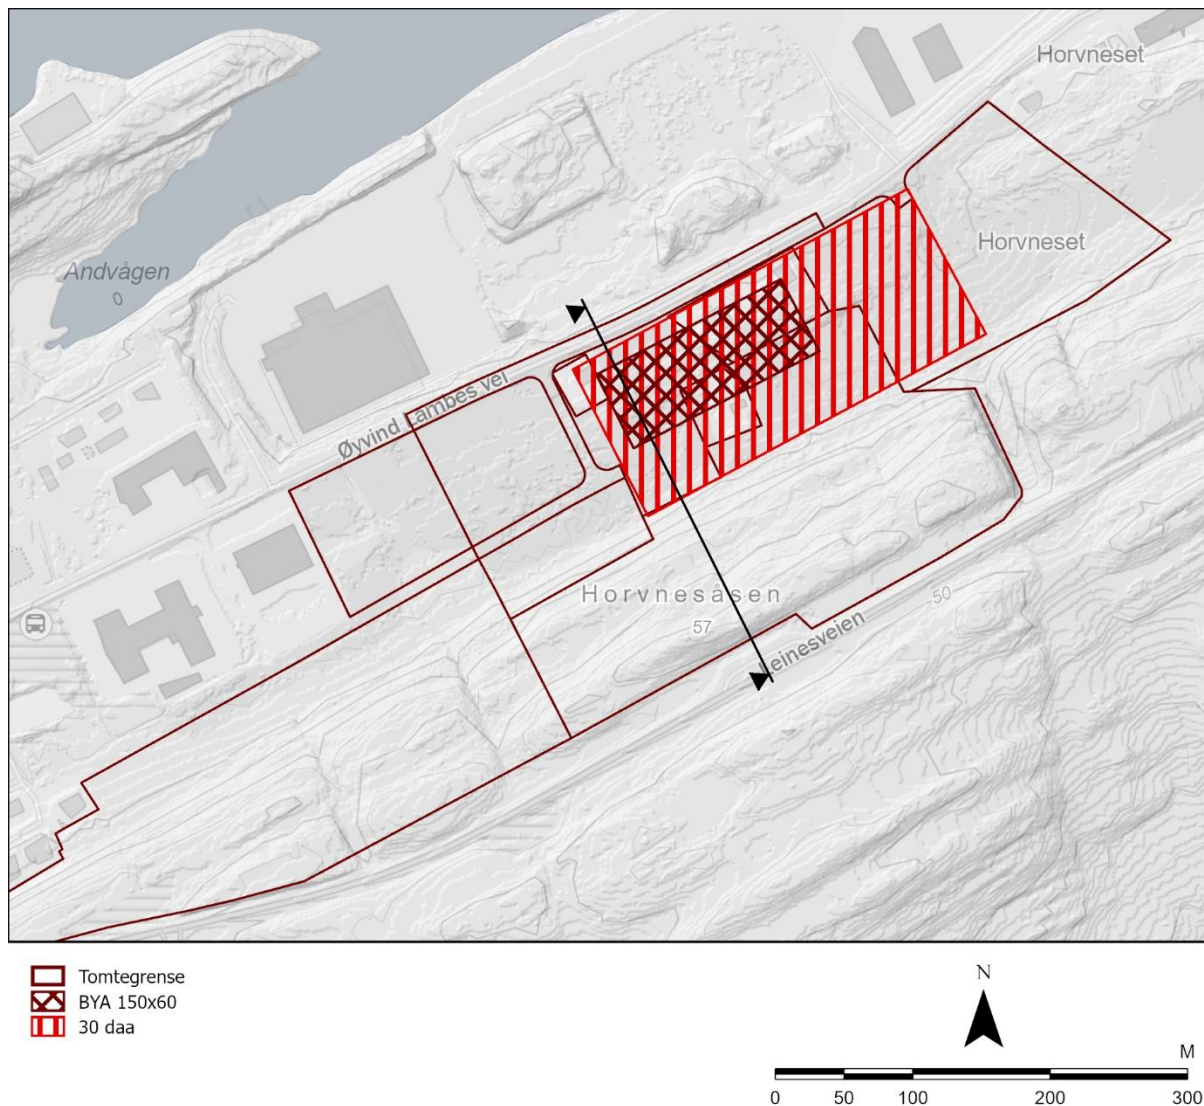 Horvneset
Horvneset
Andvågen
0
Øyvind Lambes vei
Horvnesåsen
57
50
Leinesveien
Tomtegrense
BYA 150x60
30 daa
N
M
0 50 100 200 300